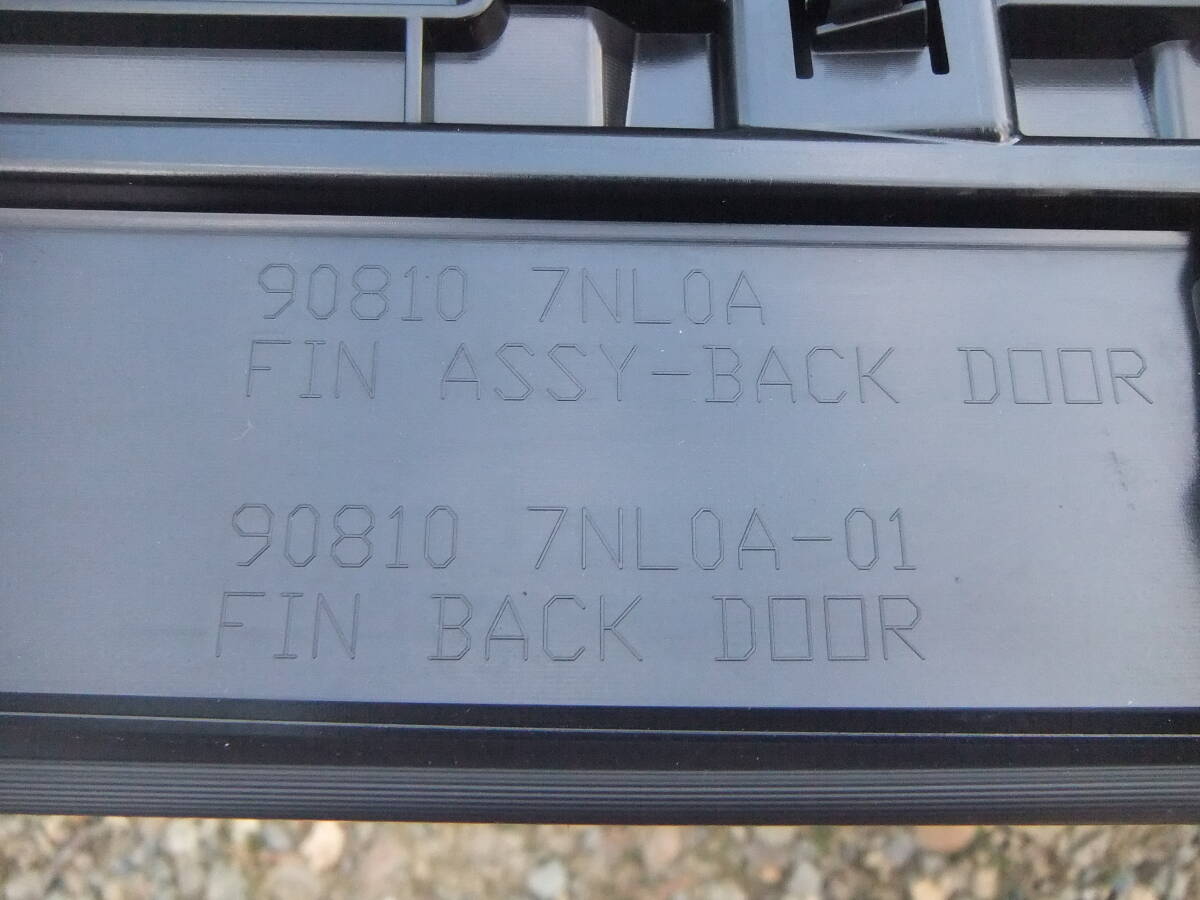 90810 7NL0A
FIN ASSY-BACK DOOR
90810 7NL0A-01
FIN BACK DOOR